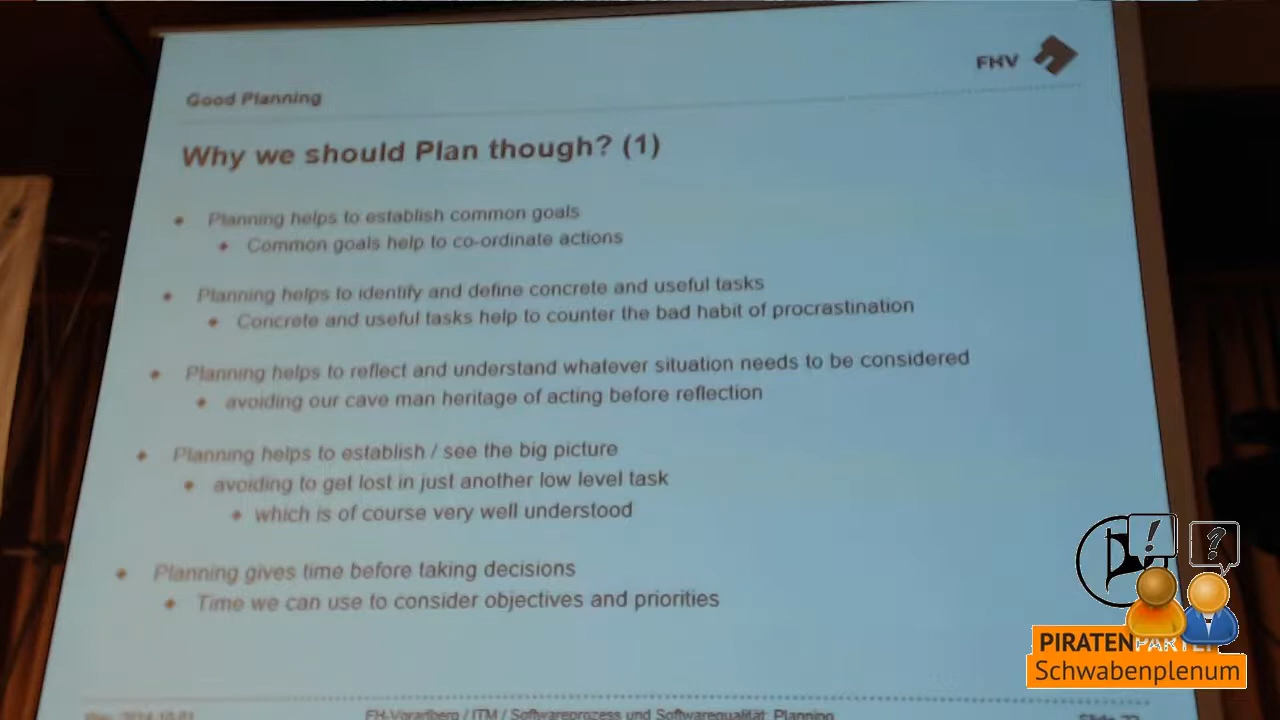 FHV
Good Planning
Why we should Plan though? (1)
Planning helps to establish common goals
Common goals help to co-ordinate actions
Planning helps to identify and define concrete and useful tasks
Concrete and useful tasks help to counter the bad habit of procrastination
Planning helps to reflect and understand whatever situation needs to be considered
avoiding our cave man heritage of acting before reflection
Planning helps to establish / see the big picture
avoiding to get lost in just another low level task
which is of course very well understood
Planning gives time before taking decisions
Time we can use to consider objectives and priorities
! ?
PIRATENPARTEI
Schwabenplenum
FH-Vorarlberg / ITM / Softwareprozess und Softwarequalität: Planning